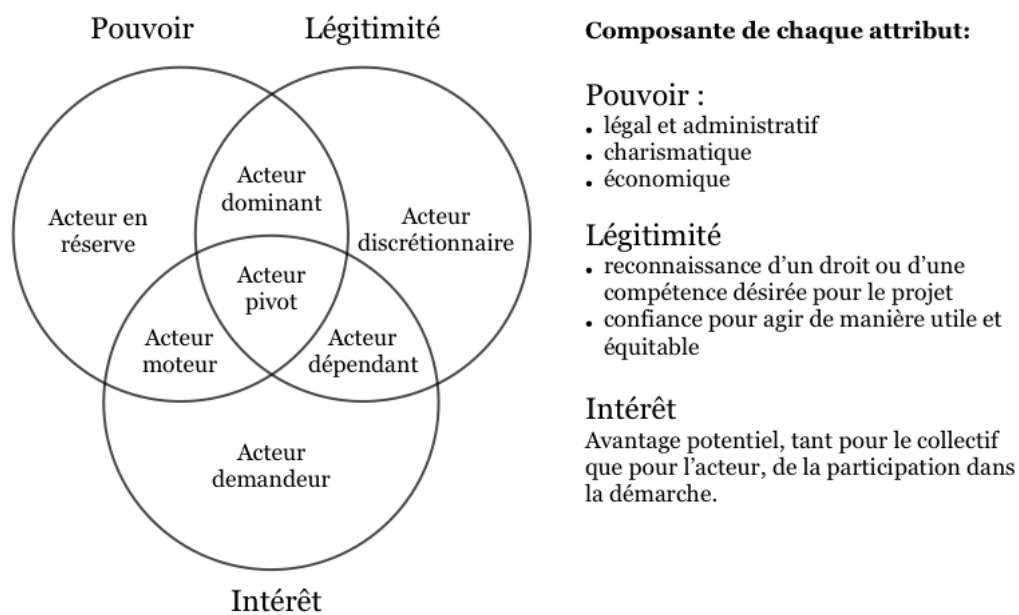 Pouvoir
Légitimité
Acteur
dominant
Acteur en
réserve
Acteur
discrétionnaire
Acteur
pivot
Acteur
moteur
Acteur
dépendant
Acteur
demandeur
Intérêt
Composante de chaque attribut:
Pouvoir :
• légal et administratif
• charismatique
• économique
Légitimité
• reconnaissance d’un droit ou d’une
compétence désirée pour le projet
• confiance pour agir de manière utile et
équitable
Intérêt
Avantage potentiel, tant pour le collectif
que pour l’acteur, de la participation dans
la démarche.